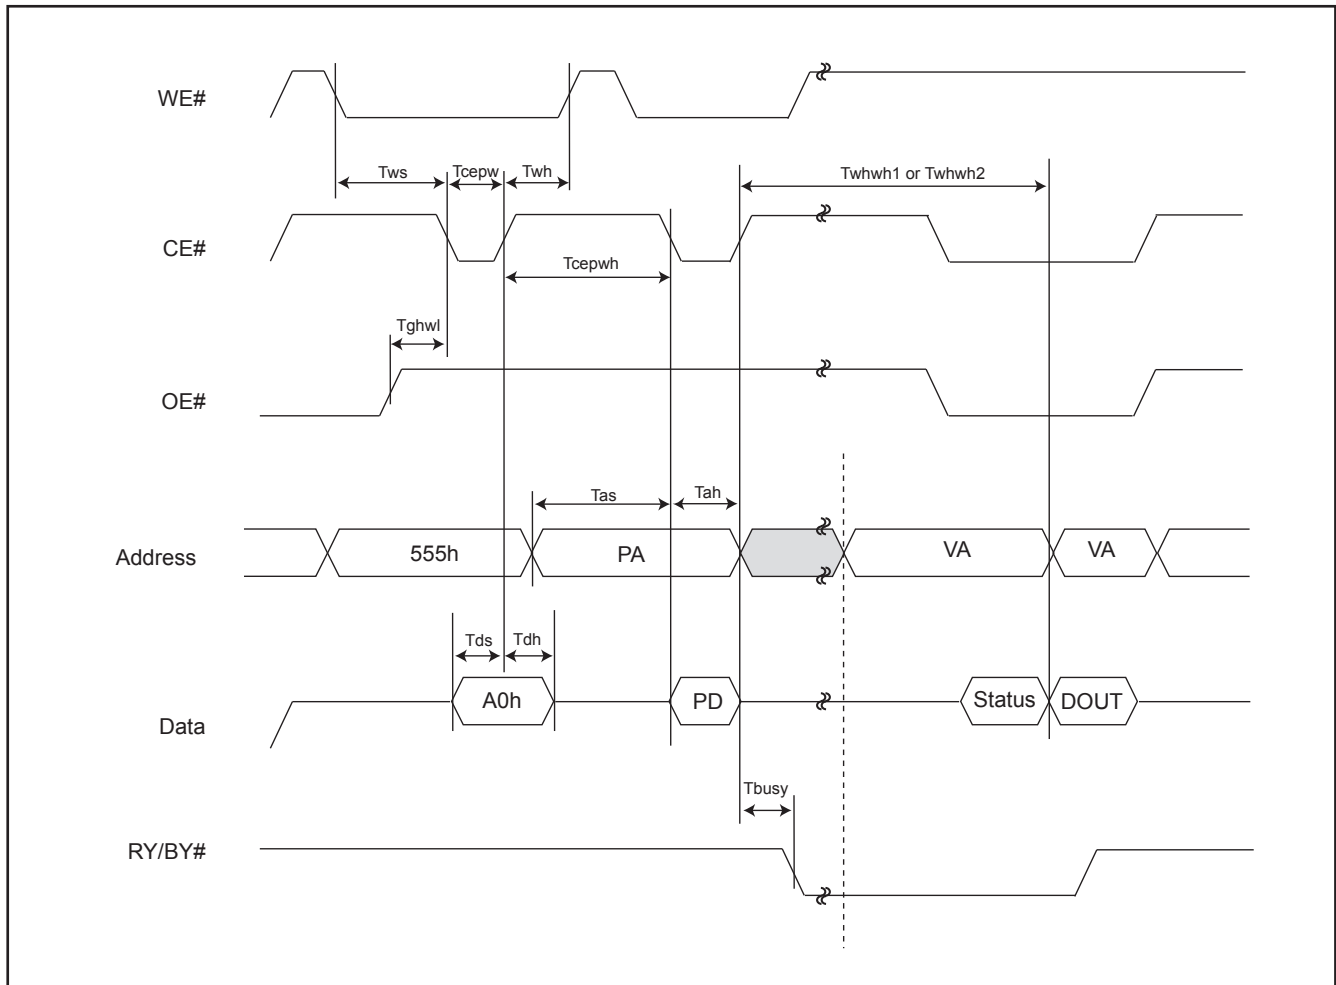 WE#
Tws
Tcepw
Twh
Twhwh1 or Twhwh2
CE#
Tcepwh
Tghwl
OE#
Tas
Tah
Address
555h
PA
VA
VA
Tds
Tdh
Data
A0h
PD
Status
DOUT
Tbusy
RY/BY#